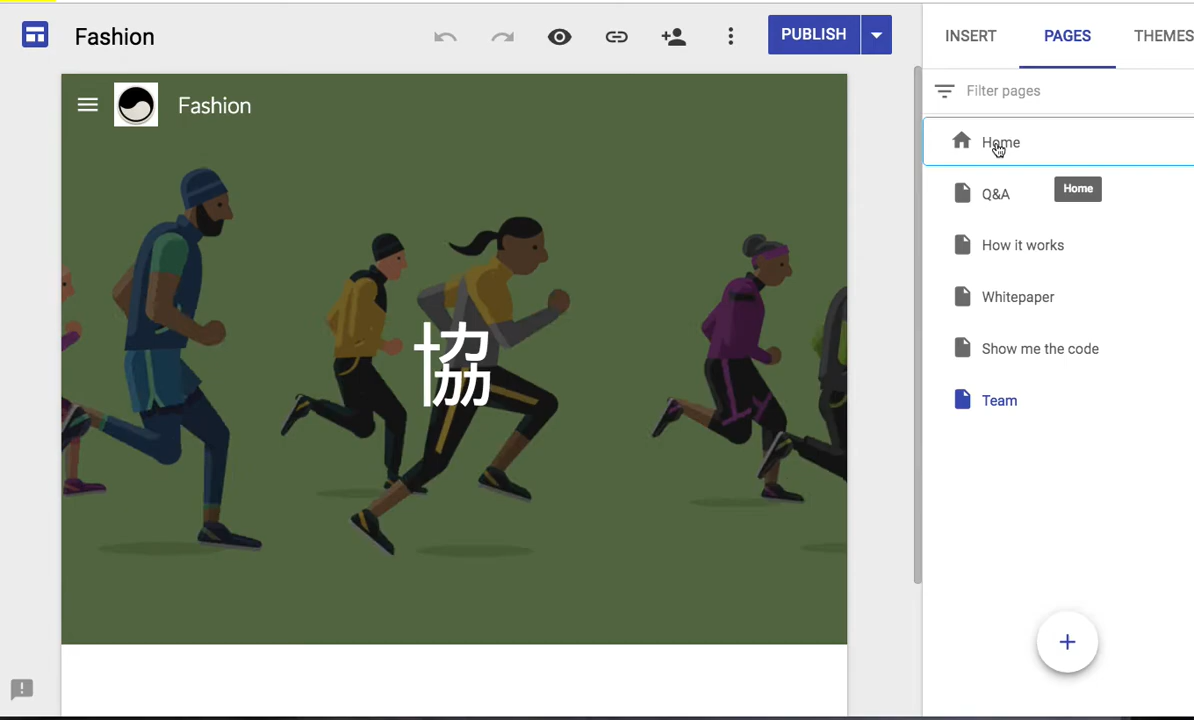 Fashion
PUBLISH
INSERT
PAGES
THEMES
Fashion
Filter pages
Home
Home
Q&A
How it works
Whitepaper
Show me the code
Team
協